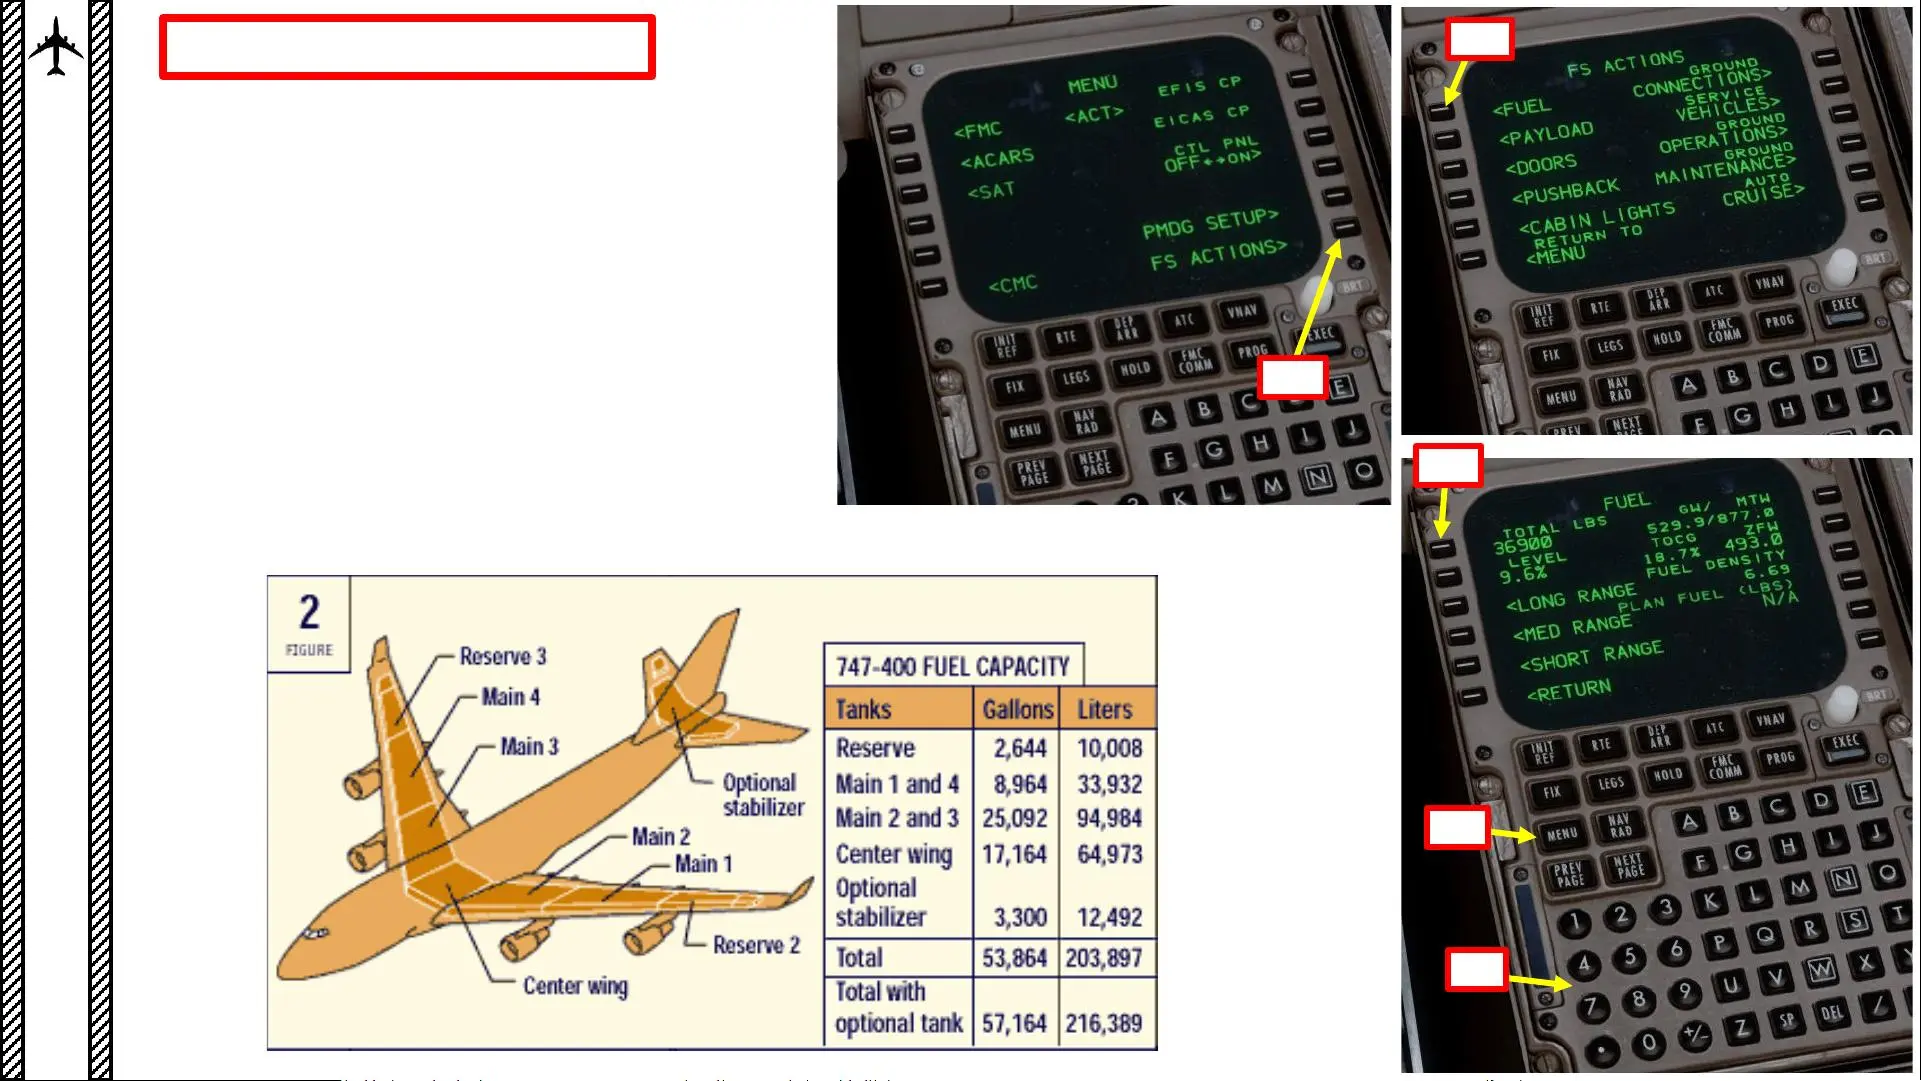 MENU
EFIS CP
<FMC
<ACT>
EICAS CP
<ACARS
CTL PNL
OFF←→ON>
<SAT
PMDG SETUP>
FS ACTIONS>
<CMC
BRT
INIT REF
RTE
DEP ARR
ATC
VNAV
EXEC
FIX
LEGS
HOLD
FMC COMM
PROG
MENU
NAV RAD
PREV PAGE
NEXT PAGE
A B C E
F G H I J
K L M N O
FS ACTIONS
GROUND
<FUEL
CONNECTIONS>
SERVICE
<PAYLOAD
VEHICLES>
GROUND
<DOORS
OPERATIONS>
GROUND
<PUSHBACK
MAINTENANCE>
AUTO
<CABIN LIGHTS
CRUISE>
RETURN TO
<MENU
BRT
INIT REF
RTE
DEP ARR
ATC
VNAV
EXEC
FIX
LEGS
HOLD
FMC COMM
PROG
MENU
NAV RAD
PREV
NEXT
A B C D E
F G H I J
FUEL
TOTAL LBS
GW/ MTW
36900
529.9/877.0
LEVEL
TOCG ZFW
9.6%
18.7% 493.0
FUEL DENSITY
<LONG RANGE
6.69
PLAN FUEL (LBS)
<MED RANGE
N/A
<SHORT RANGE
<RETURN
BRT
INIT REF
RTE
DEP ARR
ATC
VNAV
EXEC
FIX
LEGS
HOLD
FMC COMM
PROG
MENU
NAV RAD
PREV PAGE
NEXT PAGE
A B C D E
F G H I J
K L M N O
1 2 3
P Q R S T
4 5 6
U V W X
7 8 9
Z SP DEL /
. 0 +/-
2
FIGURE
Reserve 3
Main 4
Main 3
Optional
stabilizer
Main 2
Main 1
Reserve 2
Center wing
747-400 FUEL CAPACITY
Tanks Gallons Liters
Reserve 2,644 10,008
Main 1 and 4 8,964 33,932
Main 2 and 3 25,092 94,984
Center wing 17,164 64,973
Optional
stabilizer 3,300 12,492
Total 53,864 203,897
Total with
optional tank 57,164 216,389